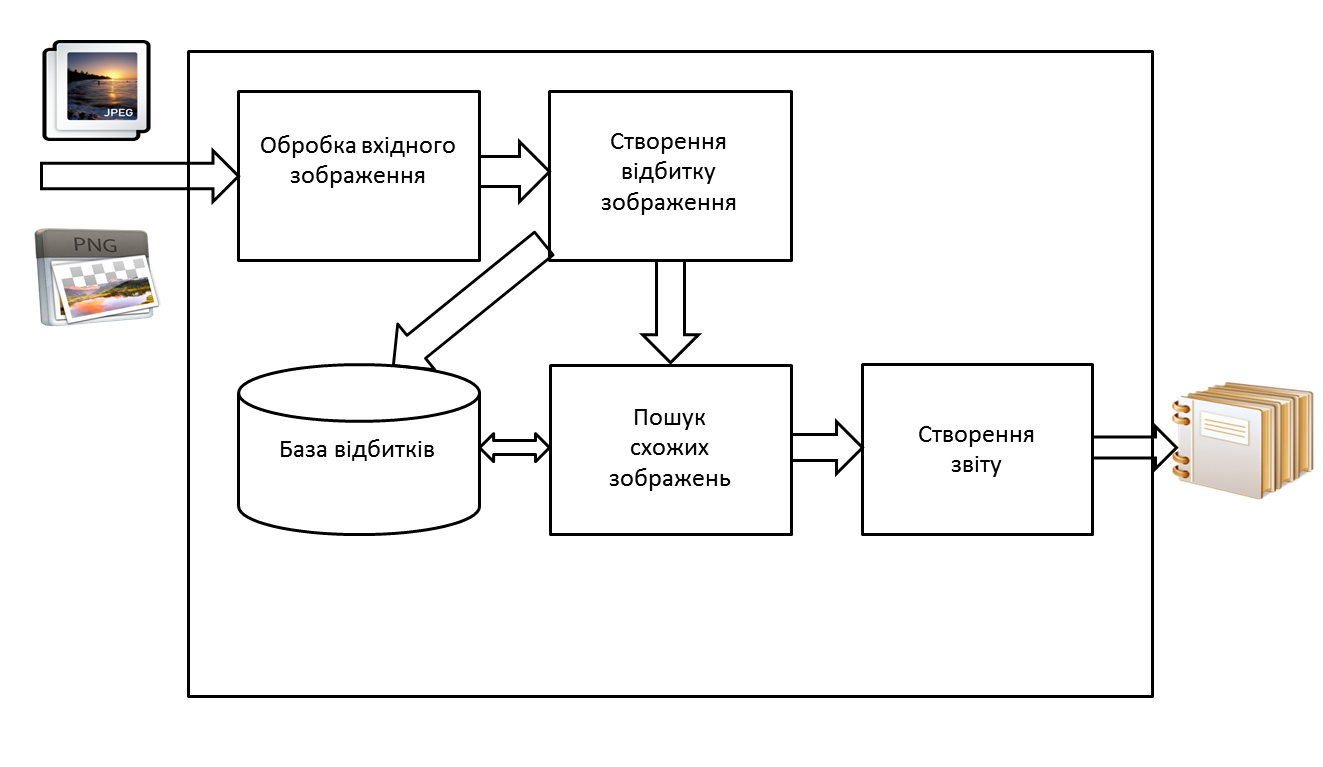 JPEG
Обробка вхідного
зображення
Створення
відбитку
зображення
PNG
База відбитків
Пошук
схожих
зображень
Створення
звіту